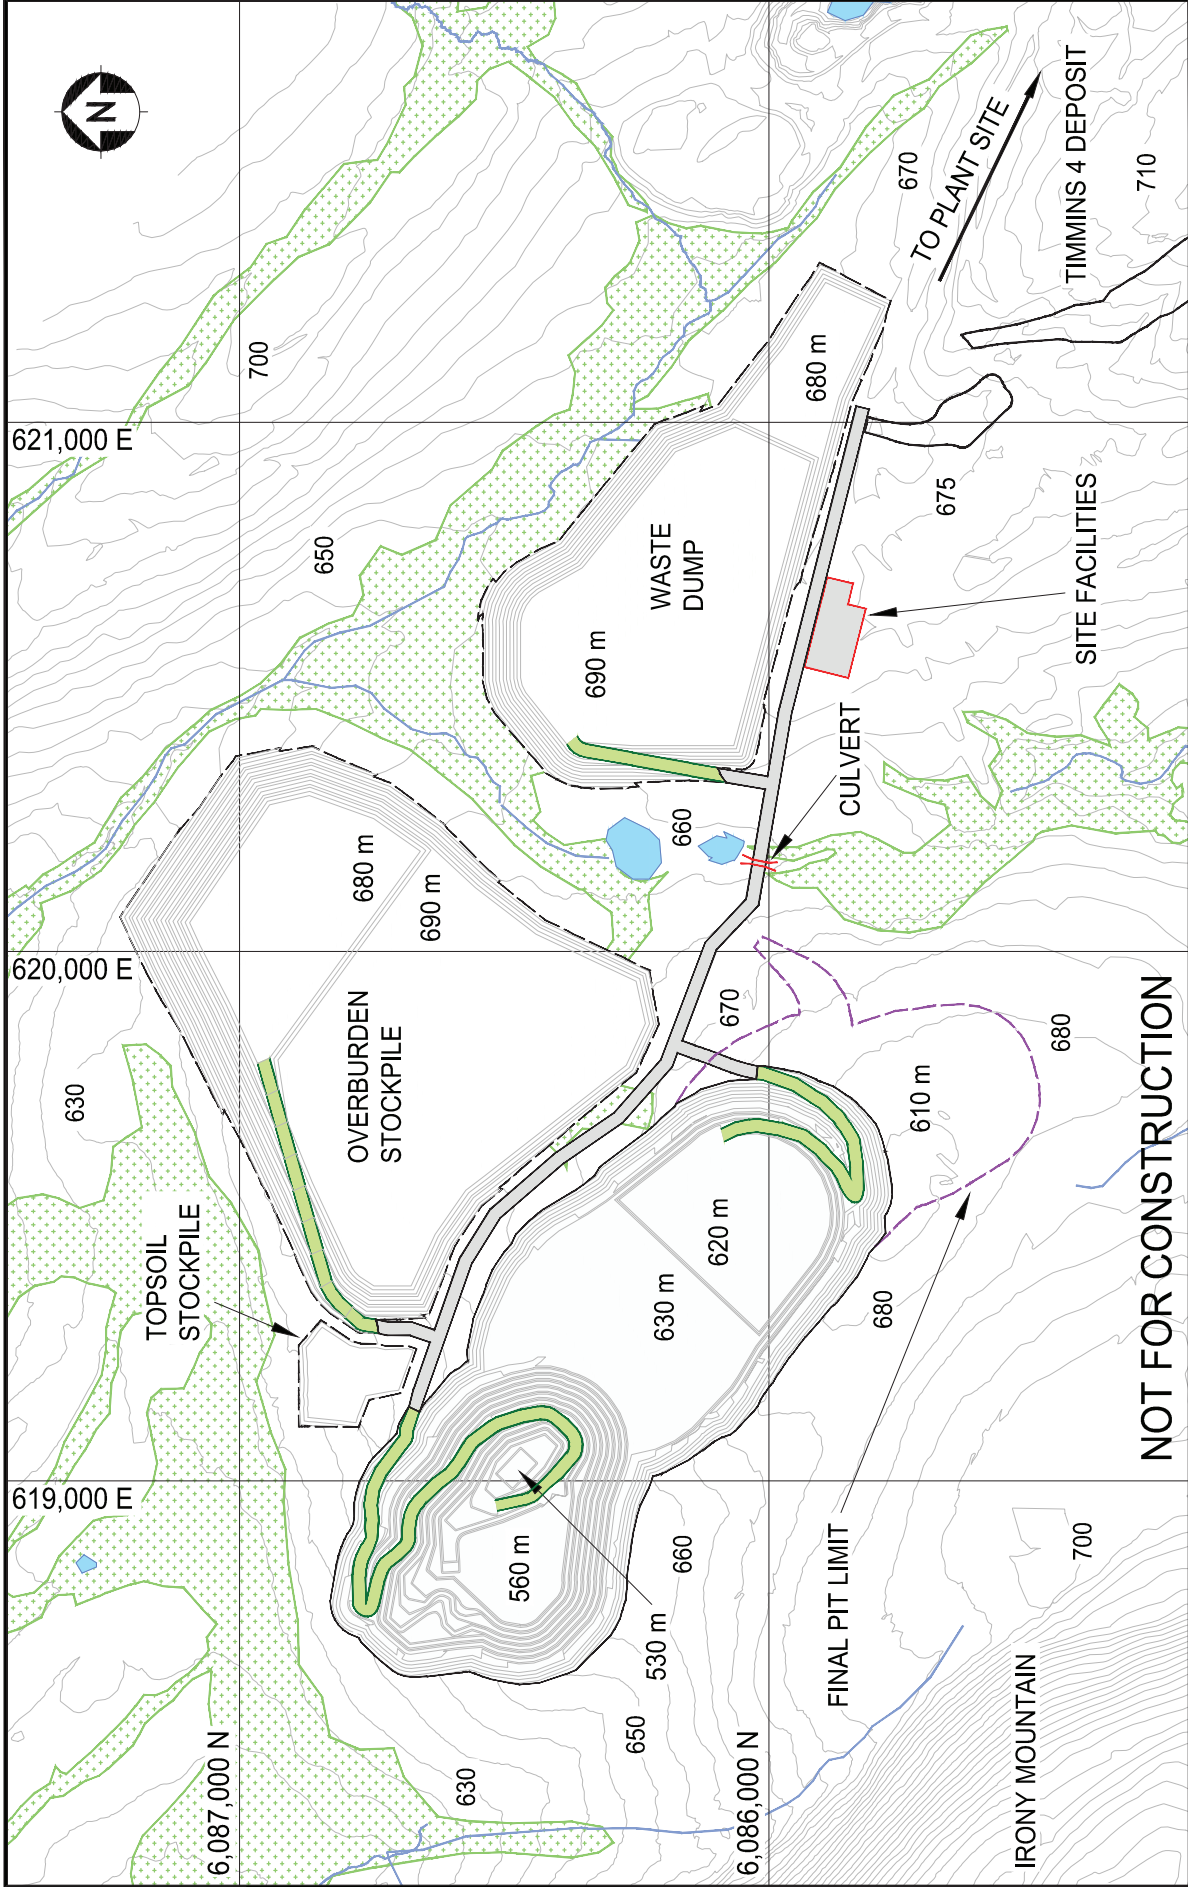 N
621,000 E
620,000 E
619,000 E
6,087,000 N
6,086,000 N
700
650
630
630
650
660
660
670
670
675
680
680
700
710
TO PLANT SITE
TIMMINS 4 DEPOSIT
680 m
WASTE
DUMP
690 m
SITE FACILITIES
CULVERT
680 m
690 m
OVERBURDEN
STOCKPILE
TOPSOIL
STOCKPILE
610 m
620 m
630 m
560 m
530 m
FINAL PIT LIMIT
IRONY MOUNTAIN
NOT FOR CONSTRUCTION